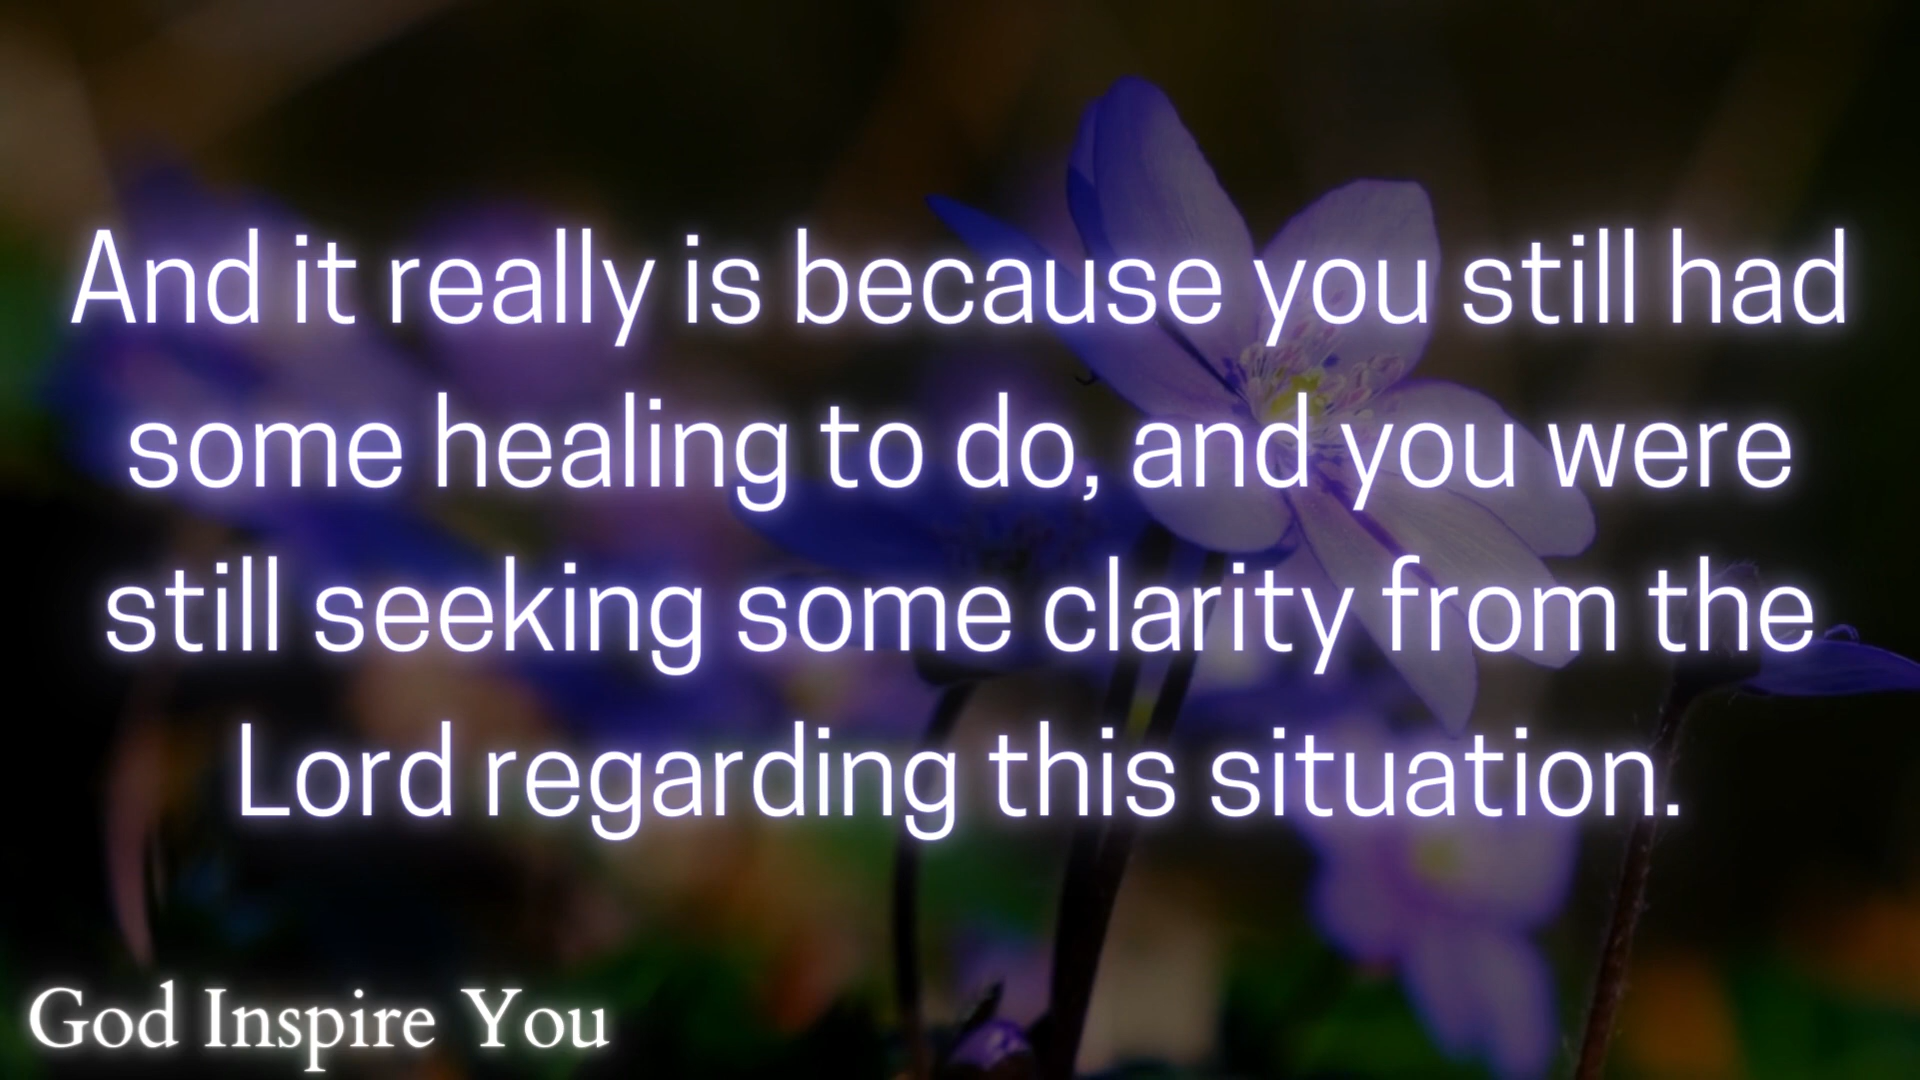 And it really is because you still had
some healing to do, and you were
still seeking some clarity from the
Lord regarding this situation.
God Inspire You